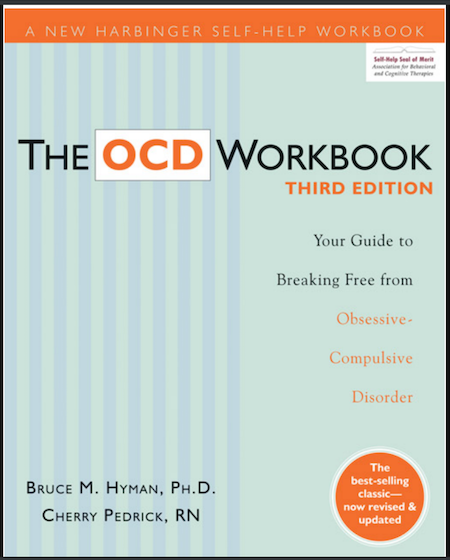 A NEW HARBINGER SELF-HELP WORKBOOK
Self-Help Seal of Merit
Association for Behavioral
and Cognitive Therapies
THE OCD WORKBOOK
THIRD EDITION
Your Guide to
Breaking Free from
Obsessive-
Compulsive
Disorder
BRUCE M. HYMAN, PH.D.
CHERRY PEDRICK, RN
The
best-selling
classic—
now revised &
updated